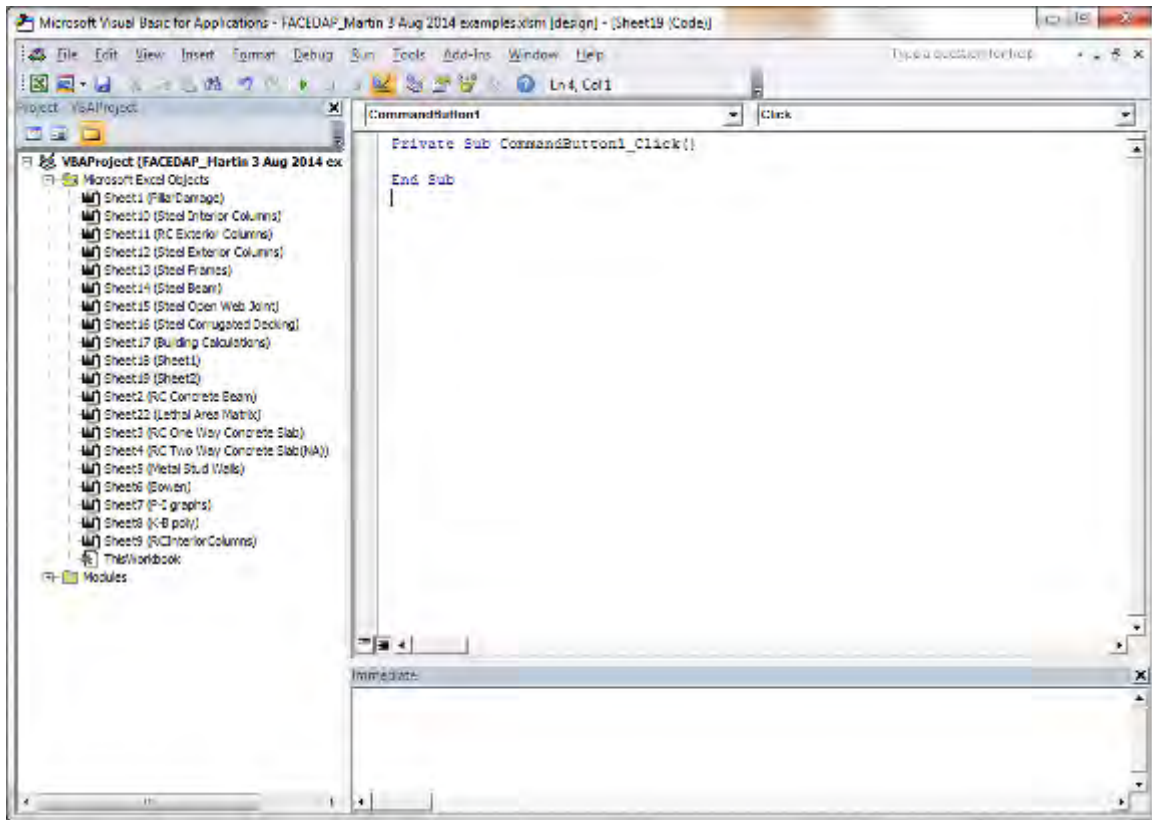 Microsoft Visual Basic for Applications - FACEDAP_Martin 3 Aug 2014 examples.xlsm [design] - [Sheet19 (Code)]
File Edit View Insert Format Debug Run Tools Add-Ins Window Help Type a question for help
Ln 4, Col 1
Project - VBAProject
CommandButton1 Click
VBAProject (FACEDAP_Martin 3 Aug 2014 ex
Microsoft Excel Objects
Sheet1 (PillarDamage)
Sheet10 (Steel Interior Columns)
Sheet11 (RC Exterior Columns)
Sheet12 (Steel Exterior Columns)
Sheet13 (Steel Frames)
Sheet14 (Steel Beam)
Sheet15 (Steel Open Web Joint)
Sheet16 (Steel Corrugated Decking)
Sheet17 (Building Calculations)
Sheet18 (Sheet1)
Sheet19 (Sheet2)
Sheet2 (RC Concrete Beam)
Sheet22 (Lethal Area Matrix)
Sheet3 (RC One Way Concrete Slab)
Sheet4 (RC Two Way Concrete Slab(NA))
Sheet5 (Metal Stud Walls)
Sheet6 (Bowen)
Sheet7 (P-I graphs)
Sheet8 (K-B poly)
Sheet9 (RCInteriorColumns)
ThisWorkbook
Modules
Private Sub CommandButton1_Click()
End Sub
Immediate